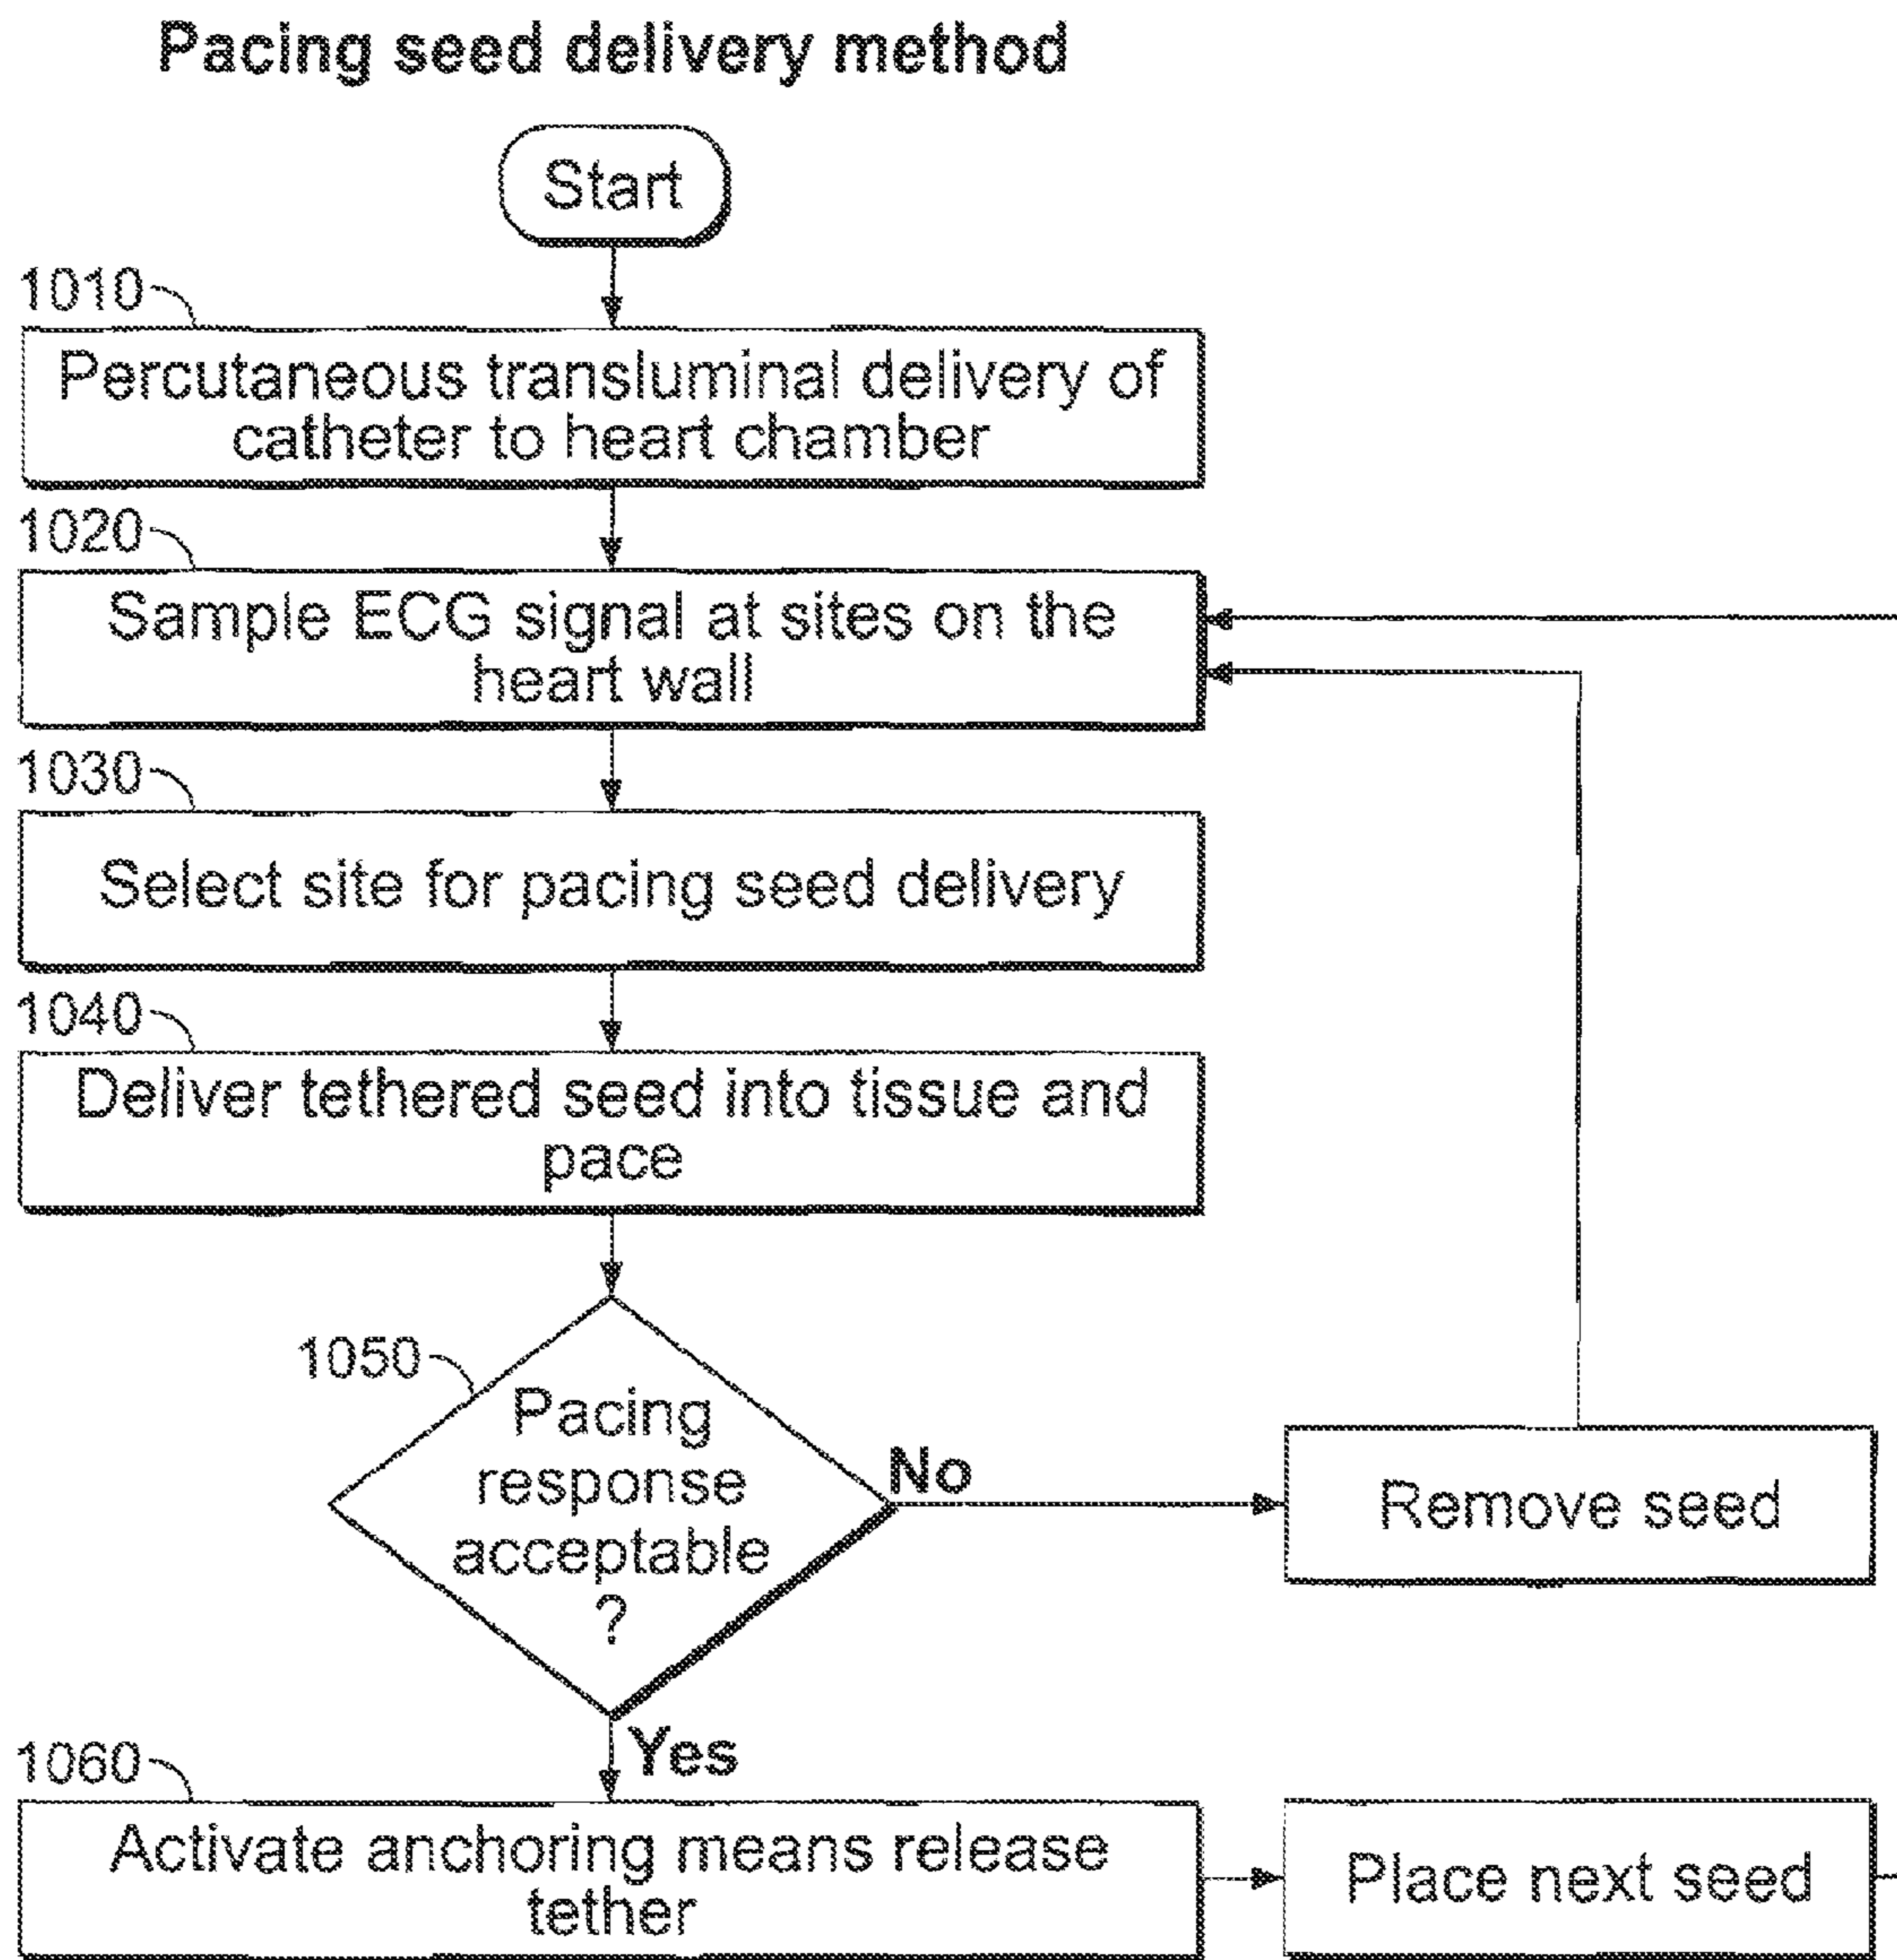 Pacing seed delivery method
Start
1010
Percutaneous transluminal delivery of
catheter to heart chamber
1020
Sample ECG signal at sites on the
heart wall
1030
Select site for pacing seed delivery
1040
Deliver tethered seed into tissue and
pace
1050
Pacing
response
acceptable
?
No
Remove seed
Yes
1060
Activate anchoring means release
tether
Place next seed